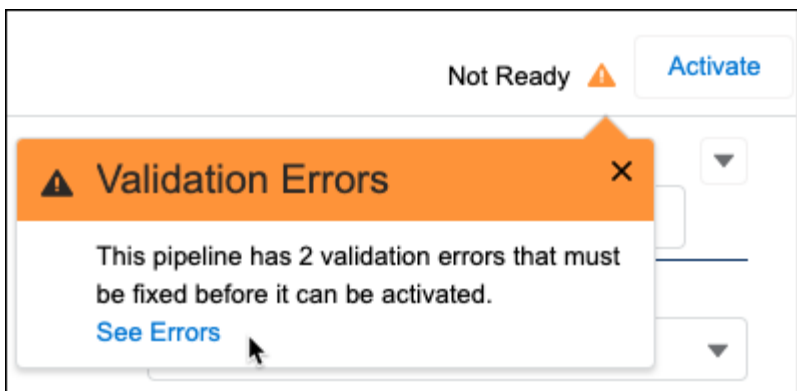 Not Ready
Activate
Validation Errors
This pipeline has 2 validation errors that must
be fixed before it can be activated.
See Errors